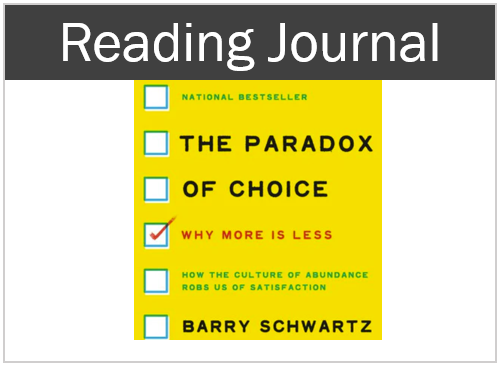 Reading Journal
NATIONAL BESTSELLER
THE PARADOX
OF CHOICE
WHY MORE IS LESS
HOW THE CULTURE OF ABUNDANCE
ROBS US OF SATISFACTION
BARRY SCHWARTZ